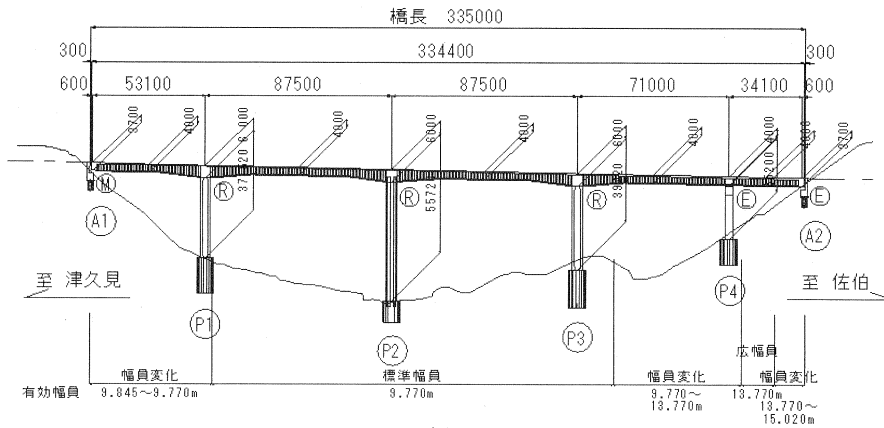 橋長 335000
300 334400 300
600 53100 87500 87500 71000 34100 600
3700 4000 6000 4000 6000 4000 6000 4000 4000 3700
M R R R E E
A1 A2
至 津久見 至 佐伯
P1 P2 P3 P4
広幅員
幅員変化 標準幅員 幅員変化 幅員変化
有効幅員 9.845～9.770m 9.770m 9.770～ 13.770m
13.770m 13.770～
15.020m